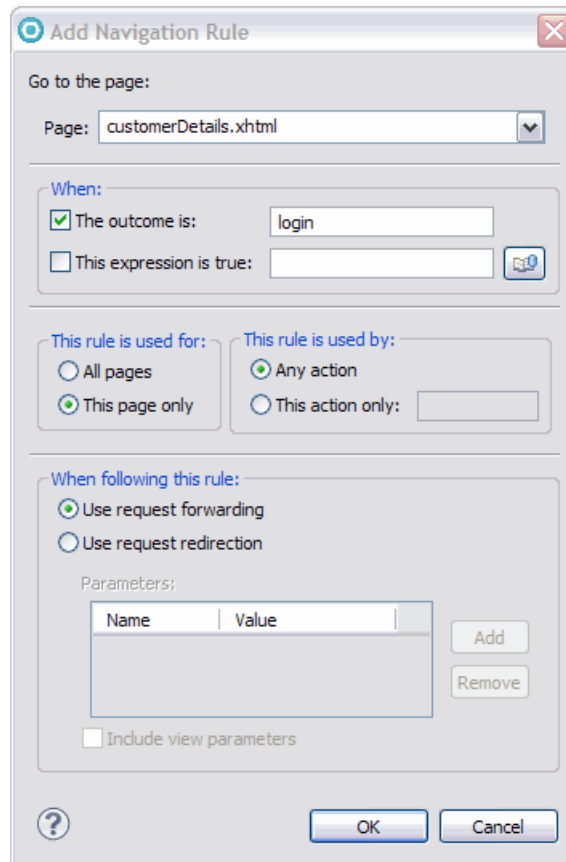 Add Navigation Rule
Go to the page:
Page: customerDetails.xhtml
When:
The outcome is: login
This expression is true:
This rule is used for:
All pages
This page only
This rule is used by:
Any action
This action only:
When following this rule:
Use request forwarding
Use request redirection
Parameters:
Name Value
Add
Remove
Include view parameters
? OK Cancel